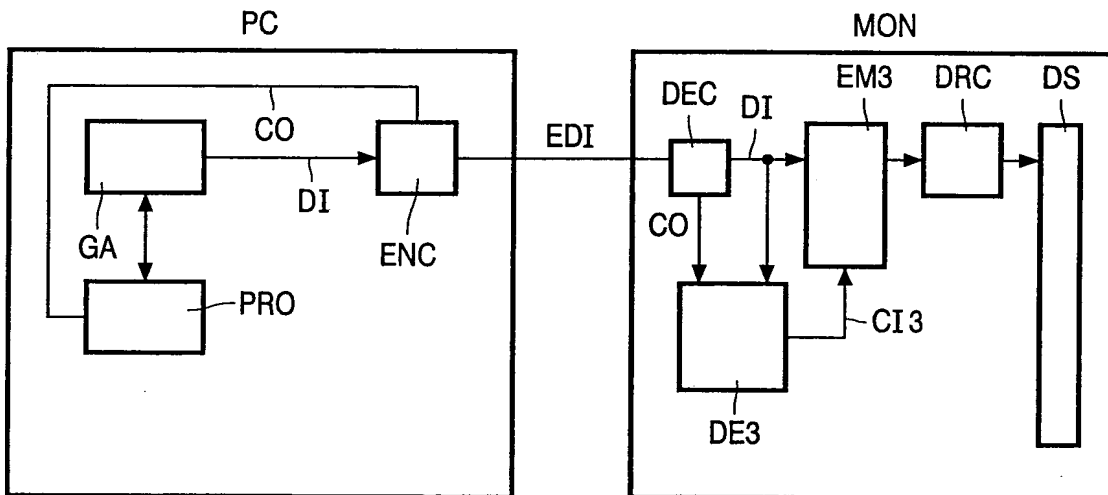 PC
MON
CO
DI
GA
ENC
PRO
EDI
DEC
DI
EM3
DRC
DS
CO
CI3
DE3